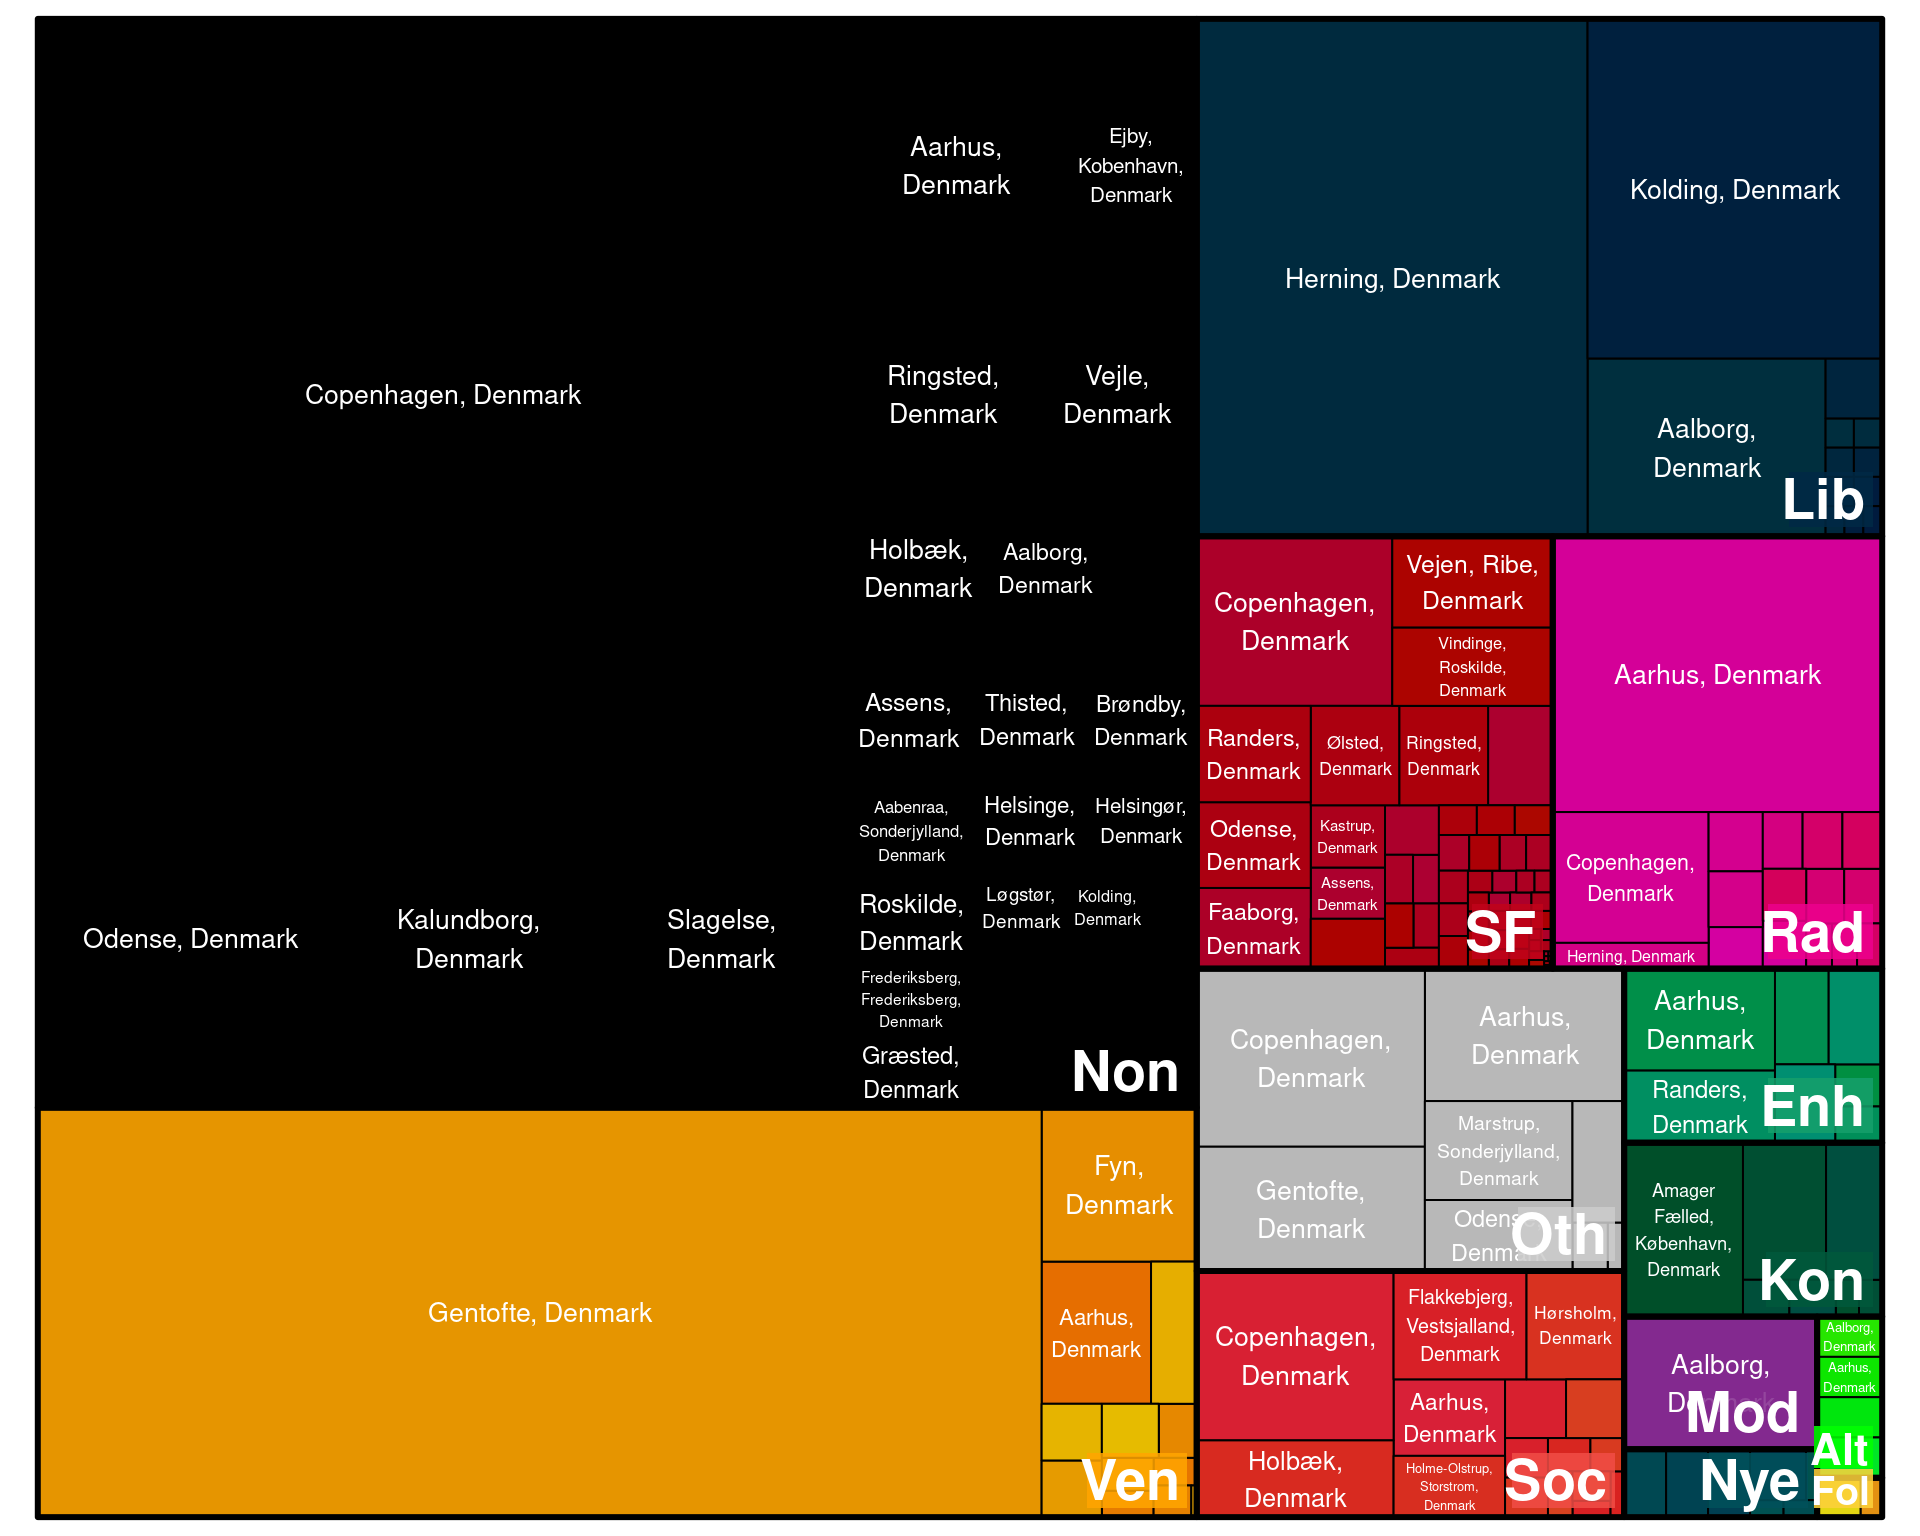 Copenhagen, Denmark
Aarhus,
Denmark
Ejby,
Kobenhavn,
Denmark
Ringsted,
Denmark
Vejle,
Denmark
Holbæk,
Denmark
Aalborg,
Denmark
Assens,
Denmark
Thisted,
Denmark
Brøndby,
Denmark
Aabenraa,
Sonderjylland,
Denmark
Helsinge,
Denmark
Helsingør,
Denmark
Odense, Denmark
Kalundborg,
Denmark
Slagelse,
Denmark
Roskilde,
Denmark
Løgstør,
Denmark
Kolding,
Denmark
Frederiksberg,
Frederiksberg,
Denmark
Græsted,
Denmark
Non
Gentofte, Denmark
Fyn,
Denmark
Aarhus,
Denmark
Ven
Herning, Denmark
Kolding, Denmark
Aalborg,
Denmark
Lib
Copenhagen,
Denmark
Vejen, Ribe,
Denmark
Vindinge,
Roskilde,
Denmark
Randers,
Denmark
Ølsted,
Denmark
Ringsted,
Denmark
Odense,
Denmark
Kastrup,
Denmark
Assens,
Denmark
Faaborg,
Denmark
SF
Aarhus, Denmark
Copenhagen,
Denmark
Herning, Denmark
Rad
Copenhagen,
Denmark
Aarhus,
Denmark
Marstrup,
Sonderjylland,
Denmark
Gentofte,
Denmark
Odense,
Denmark
Oth
Aarhus,
Denmark
Randers,
Denmark
Enh
Amager
Fælled,
København,
Denmark
Kon
Copenhagen,
Denmark
Flakkebjerg,
Vestsjalland,
Denmark
Hørsholm,
Denmark
Aarhus,
Denmark
Holbæk,
Denmark
Holme-Olstrup,
Storstrom,
Denmark
Soc
Aalborg,
Mod
Aalborg,
Denmark
Aarhus,
Denmark
Alt
Nye
Fol